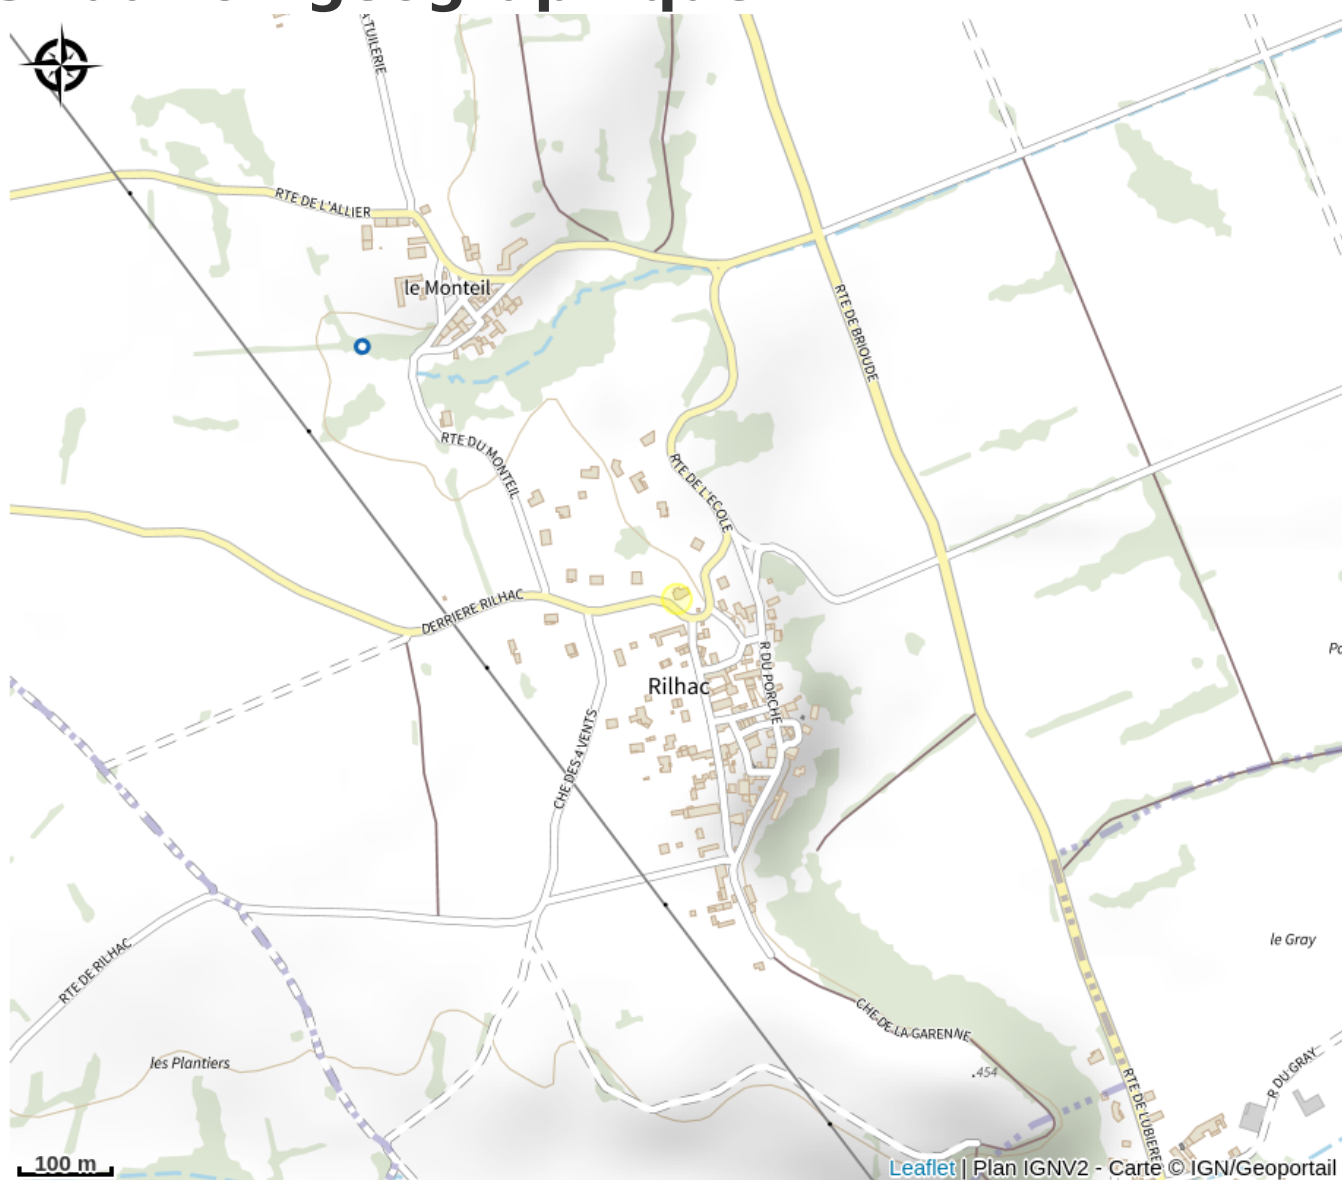 RTE DE L'ALLIER
le Monteil
RTE DE BRIOUDE
RTE DU MONTEIL
RTE DE L'ECOLE
DERRIERE RILHAC
R DU PORCHE
Rilhac
CHE DES 4 VENTS
le Gray
RTE DE RILHAC
CHE DE LA GARENNE
les Plantiers
.454
R DU GRAY
RTE DE LUBIERE
100 m
Leaflet | Plan IGNV2 - Carte © IGN/Geoportail